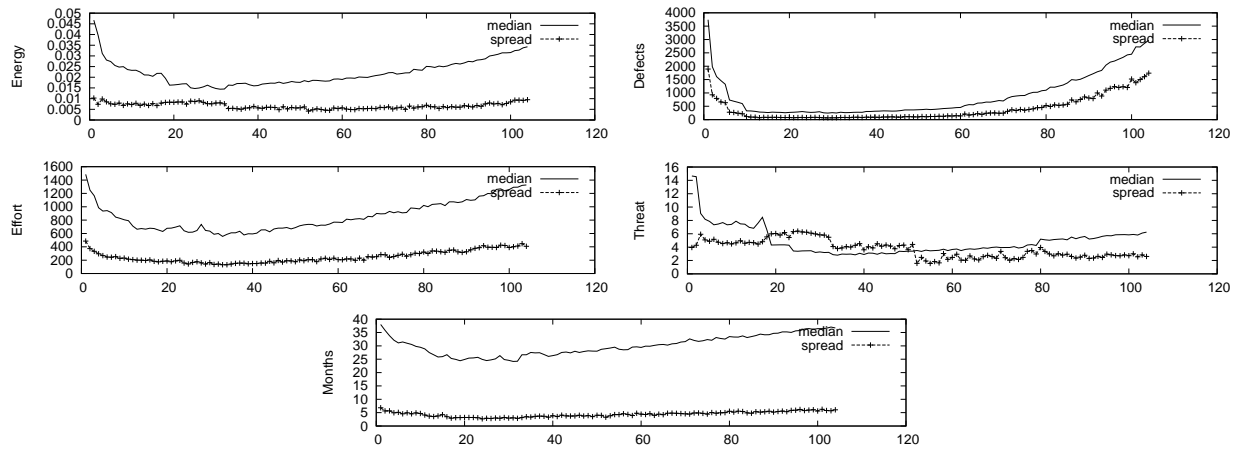 Energy
0.05
0.045
0.04
0.035
0.03
0.025
0.02
0.015
0.01
0.005
0
median
spread
0 20 40 60 80 100 120
Defects
4000
3500
3000
2500
2000
1500
1000
500
0
median
spread
0 20 40 60 80 100 120
Effort
1600
1400
1200
1000
800
600
400
200
0
median
spread
0 20 40 60 80 100 120
Threat
16
14
12
10
8
6
4
2
0
median
spread
0 20 40 60 80 100 120
Months
40
35
30
25
20
15
10
5
0
median
spread
0 20 40 60 80 100 120